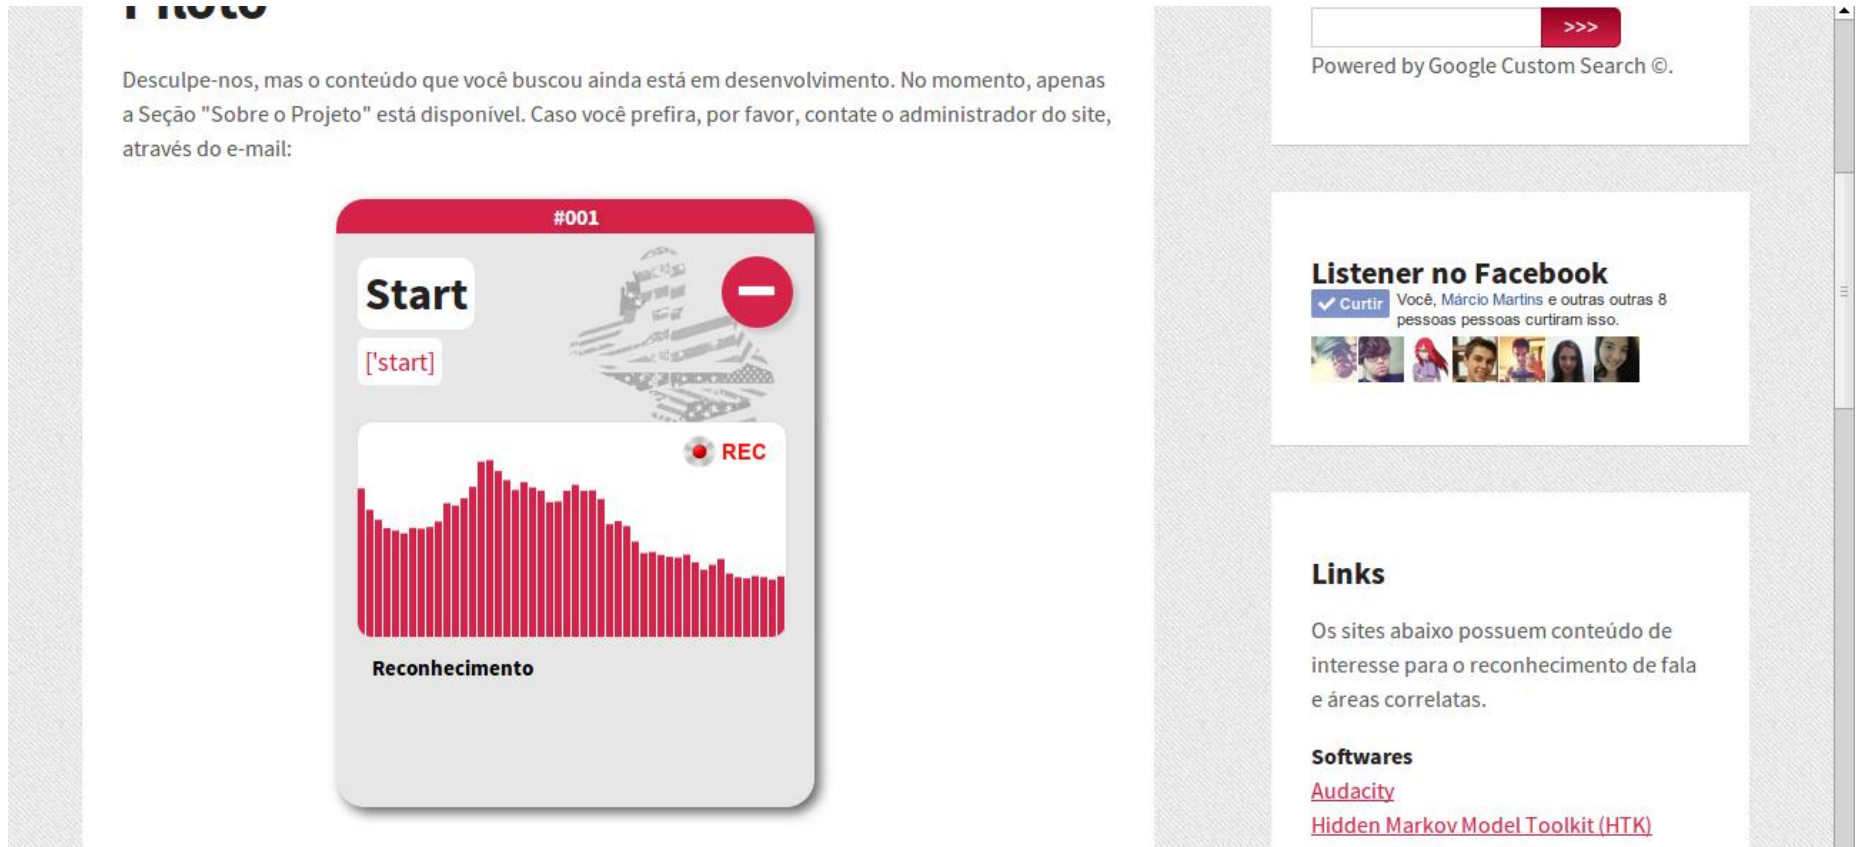 Piloto
Desculpe-nos, mas o conteúdo que você buscou ainda está em desenvolvimento. No momento, apenas
a Seção "Sobre o Projeto" está disponível. Caso você prefira, por favor, contate o administrador do site,
através do e-mail:
#001
Start
['start]
REC
Reconhecimento
>>>
Powered by Google Custom Search ©.
Listener no Facebook
Curtir
Você, Márcio Martins e outras outras 8
pessoas pessoas curtiram isso.
Links
Os sites abaixo possuem conteúdo de
interesse para o reconhecimento de fala
e áreas correlatas.
Softwares
Audacity
Hidden Markov Model Toolkit (HTK)